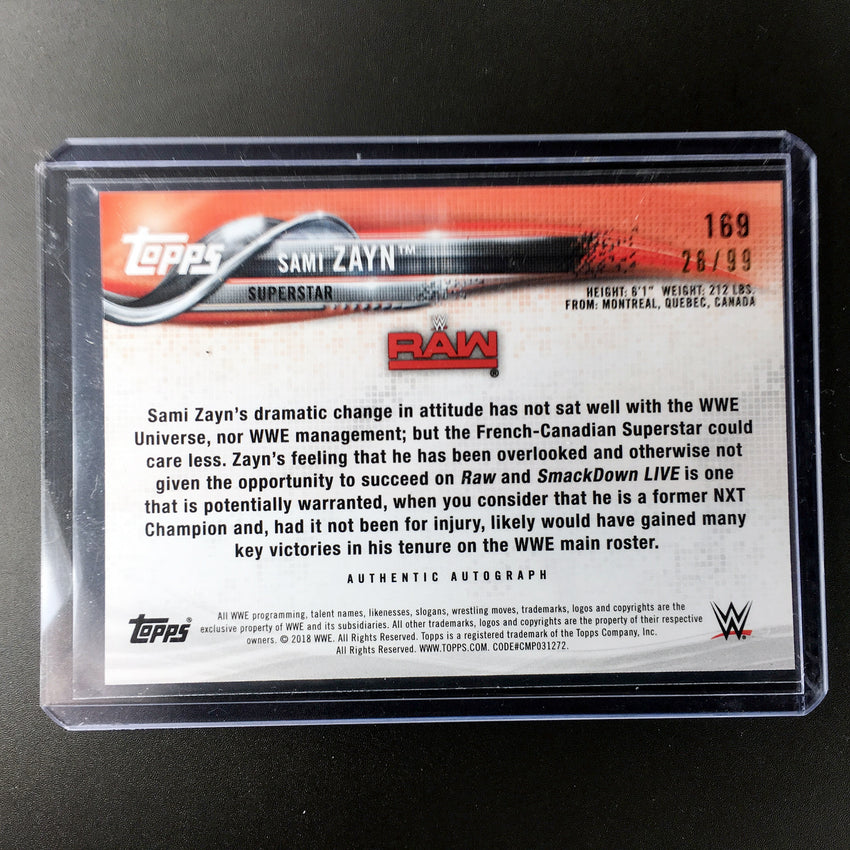 TOPPS
SAMI ZAYN™
SUPERSTAR
169
26/99
HEIGHT: 6'1" WEIGHT: 212 LBS.
FROM: MONTREAL, QUEBEC, CANADA
W
RAW®
Sami Zayn's dramatic change in attitude has not sat well with the WWE
Universe, nor WWE management; but the French-Canadian Superstar could
care less. Zayn's feeling that he has been overlooked and otherwise not
given the opportunity to succeed on Raw and SmackDown LIVE is one
that is potentially warranted, when you consider that he is a former NXT
Champion and, had it not been for injury, likely would have gained many
key victories in his tenure on the WWE main roster.
AUTHENTIC AUTOGRAPH
TOPPS®
All WWE programming, talent names, likenesses, slogans, wrestling moves, trademarks, logos and copyrights are the
exclusive property of WWE and its subsidiaries. All other trademarks, logos and copyrights are the property of their respective
owners. © 2018 WWE. All Rights Reserved. Topps is a registered trademark of the Topps Company, Inc.
All Rights Reserved. WWW.TOPPS.COM. CODE#CMP031272.
W